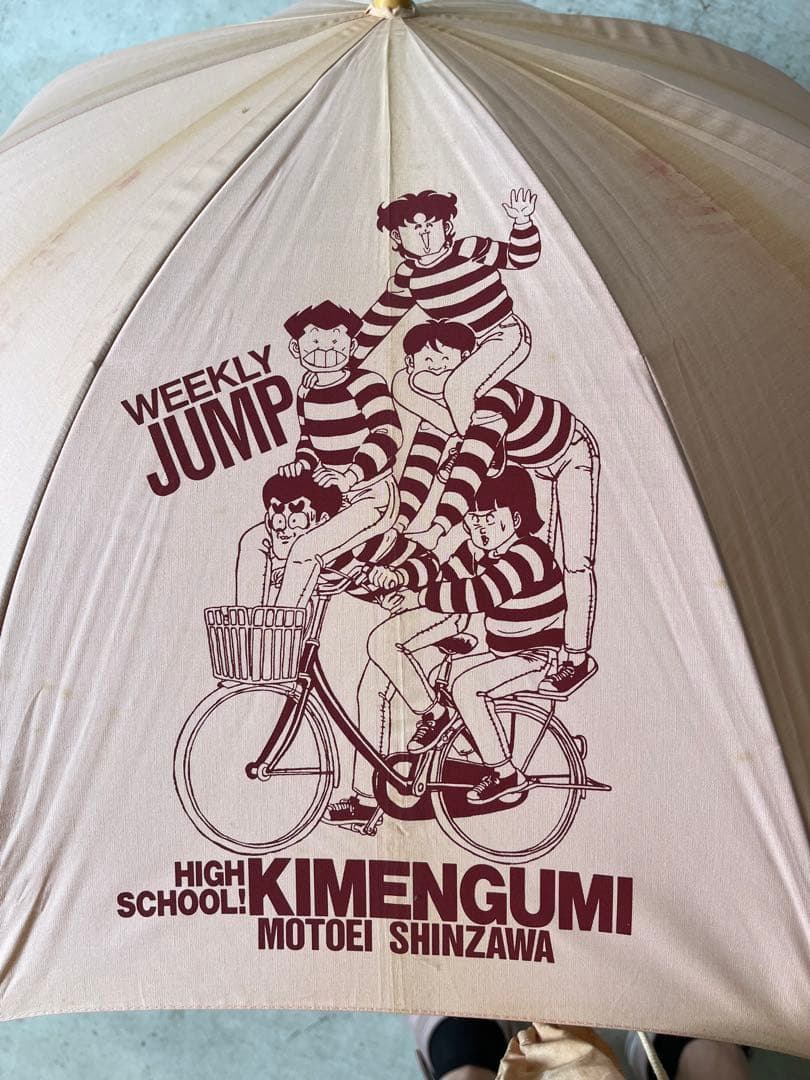 WEEKLY
JUMP
HIGH
SCHOOL! KIMENGUMI
MOTOEI SHINZAWA